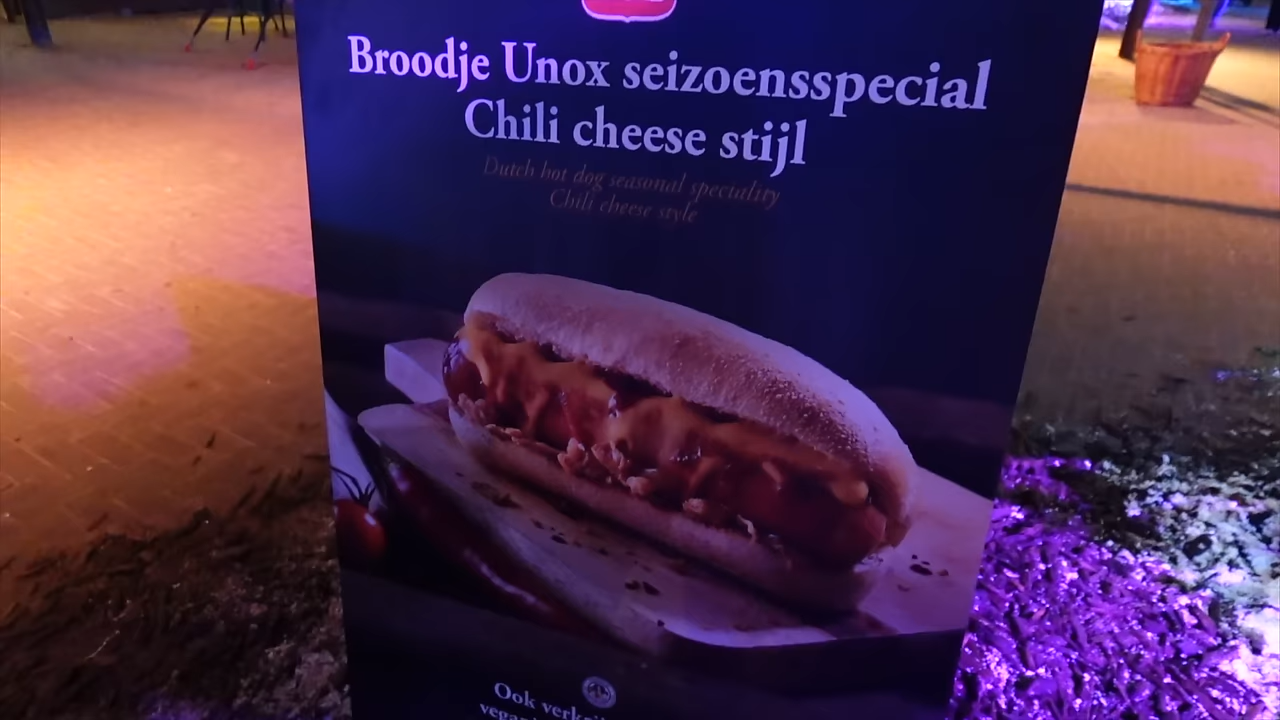 Broodje Unox seizoensspecial
Chili cheese stijl
Dutch hot dog seasonal speciality
Chili cheese style
Ook